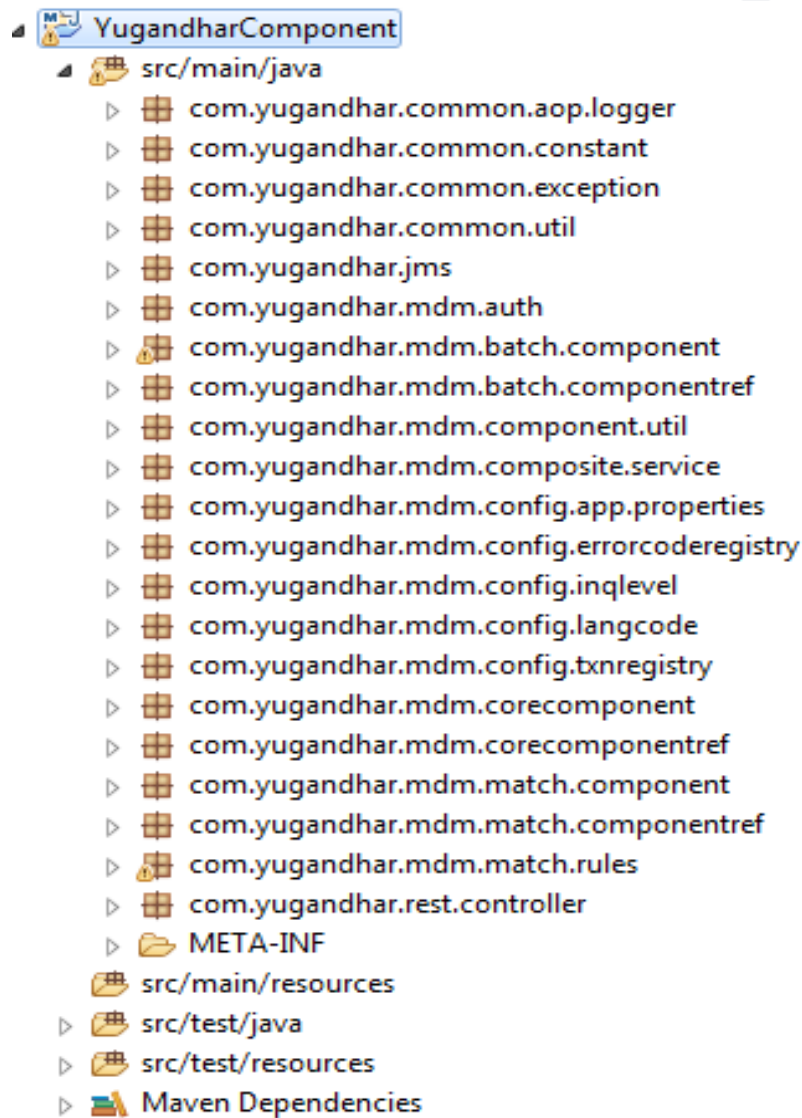 YugandharComponent
src/main/java
com.yugandhar.common.aop.logger
com.yugandhar.common.constant
com.yugandhar.common.exception
com.yugandhar.common.util
com.yugandhar.jms
com.yugandhar.mdm.auth
com.yugandhar.mdm.batch.component
com.yugandhar.mdm.batch.componentref
com.yugandhar.mdm.component.util
com.yugandhar.mdm.composite.service
com.yugandhar.mdm.config.app.properties
com.yugandhar.mdm.config.errorcoderegistry
com.yugandhar.mdm.config.inqlevel
com.yugandhar.mdm.config.langcode
com.yugandhar.mdm.config.txnregistry
com.yugandhar.mdm.corecomponent
com.yugandhar.mdm.corecomponentref
com.yugandhar.mdm.match.component
com.yugandhar.mdm.match.componentref
com.yugandhar.mdm.match.rules
com.yugandhar.rest.controller
META-INF
src/main/resources
src/test/java
src/test/resources
Maven Dependencies